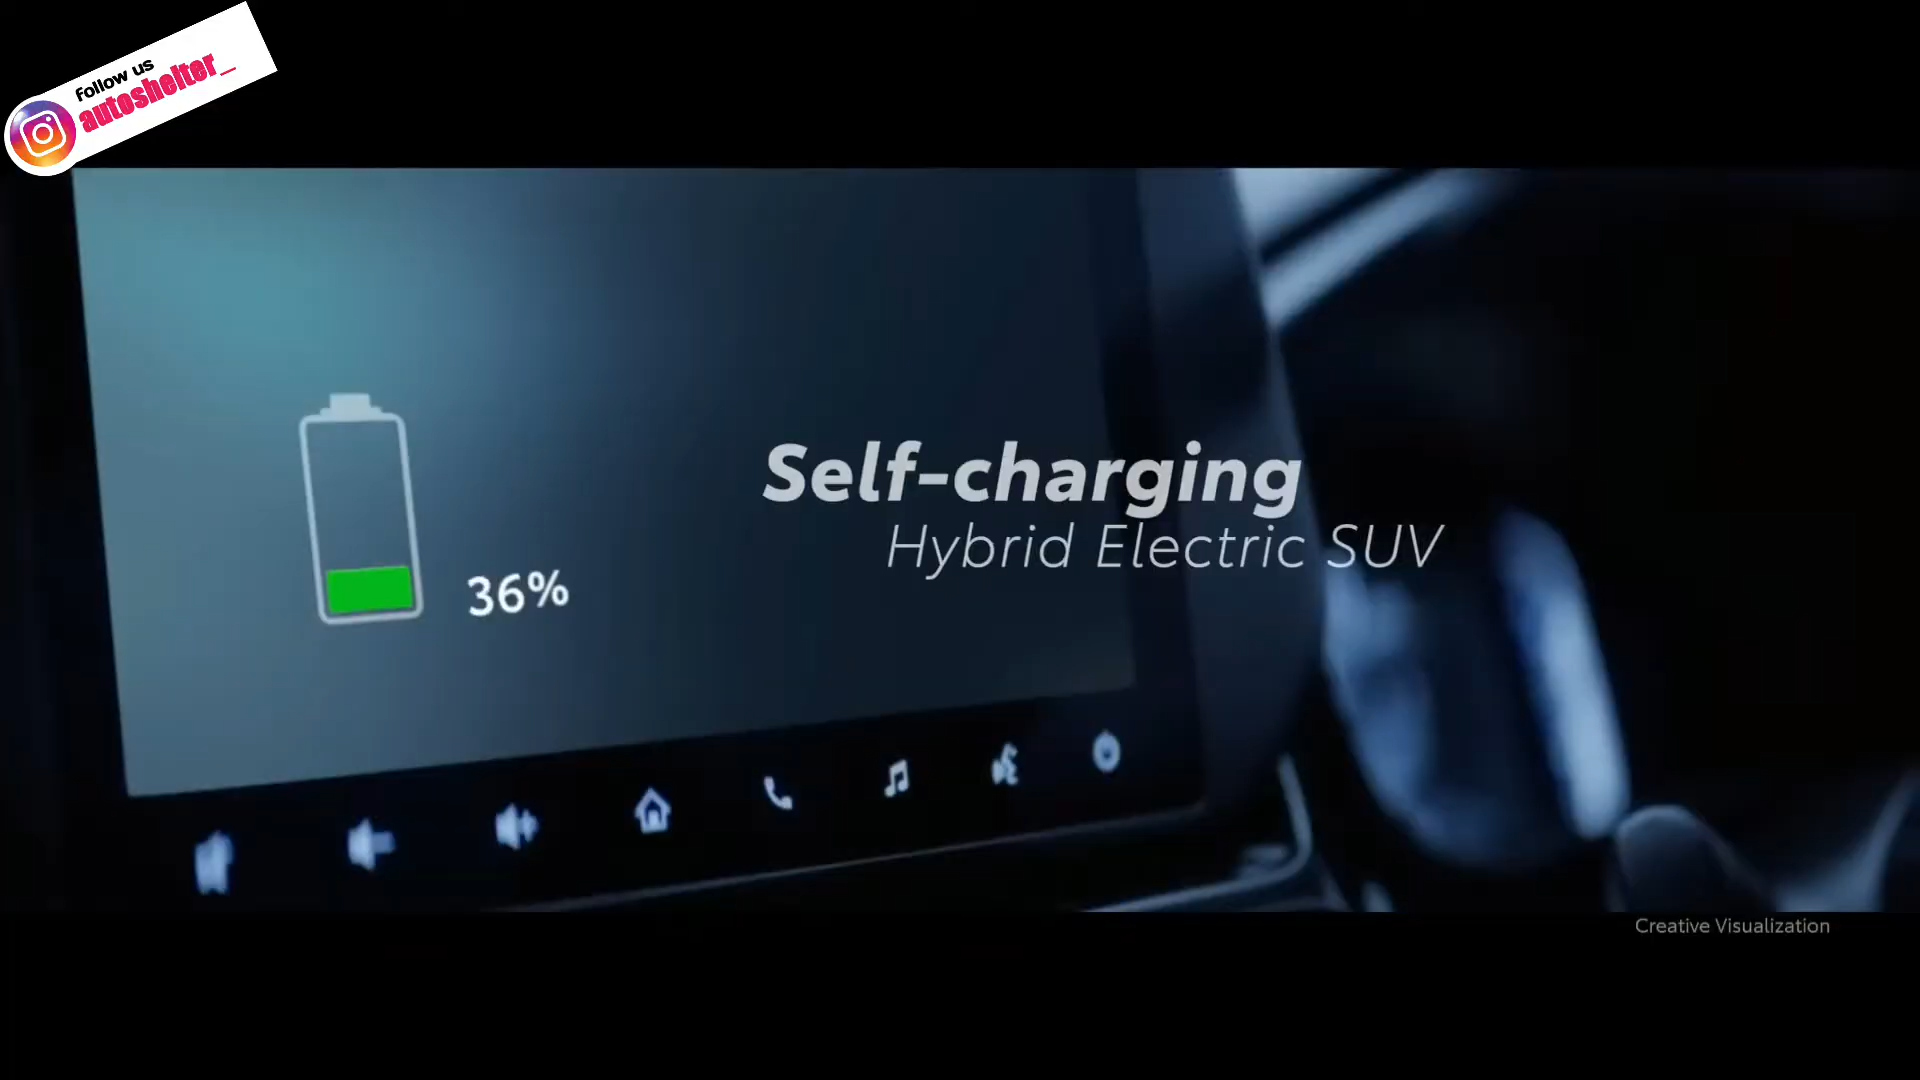 Follow us
autoshelter_
Self-charging
Hybrid Electric SUV
36%
Creative Visualization